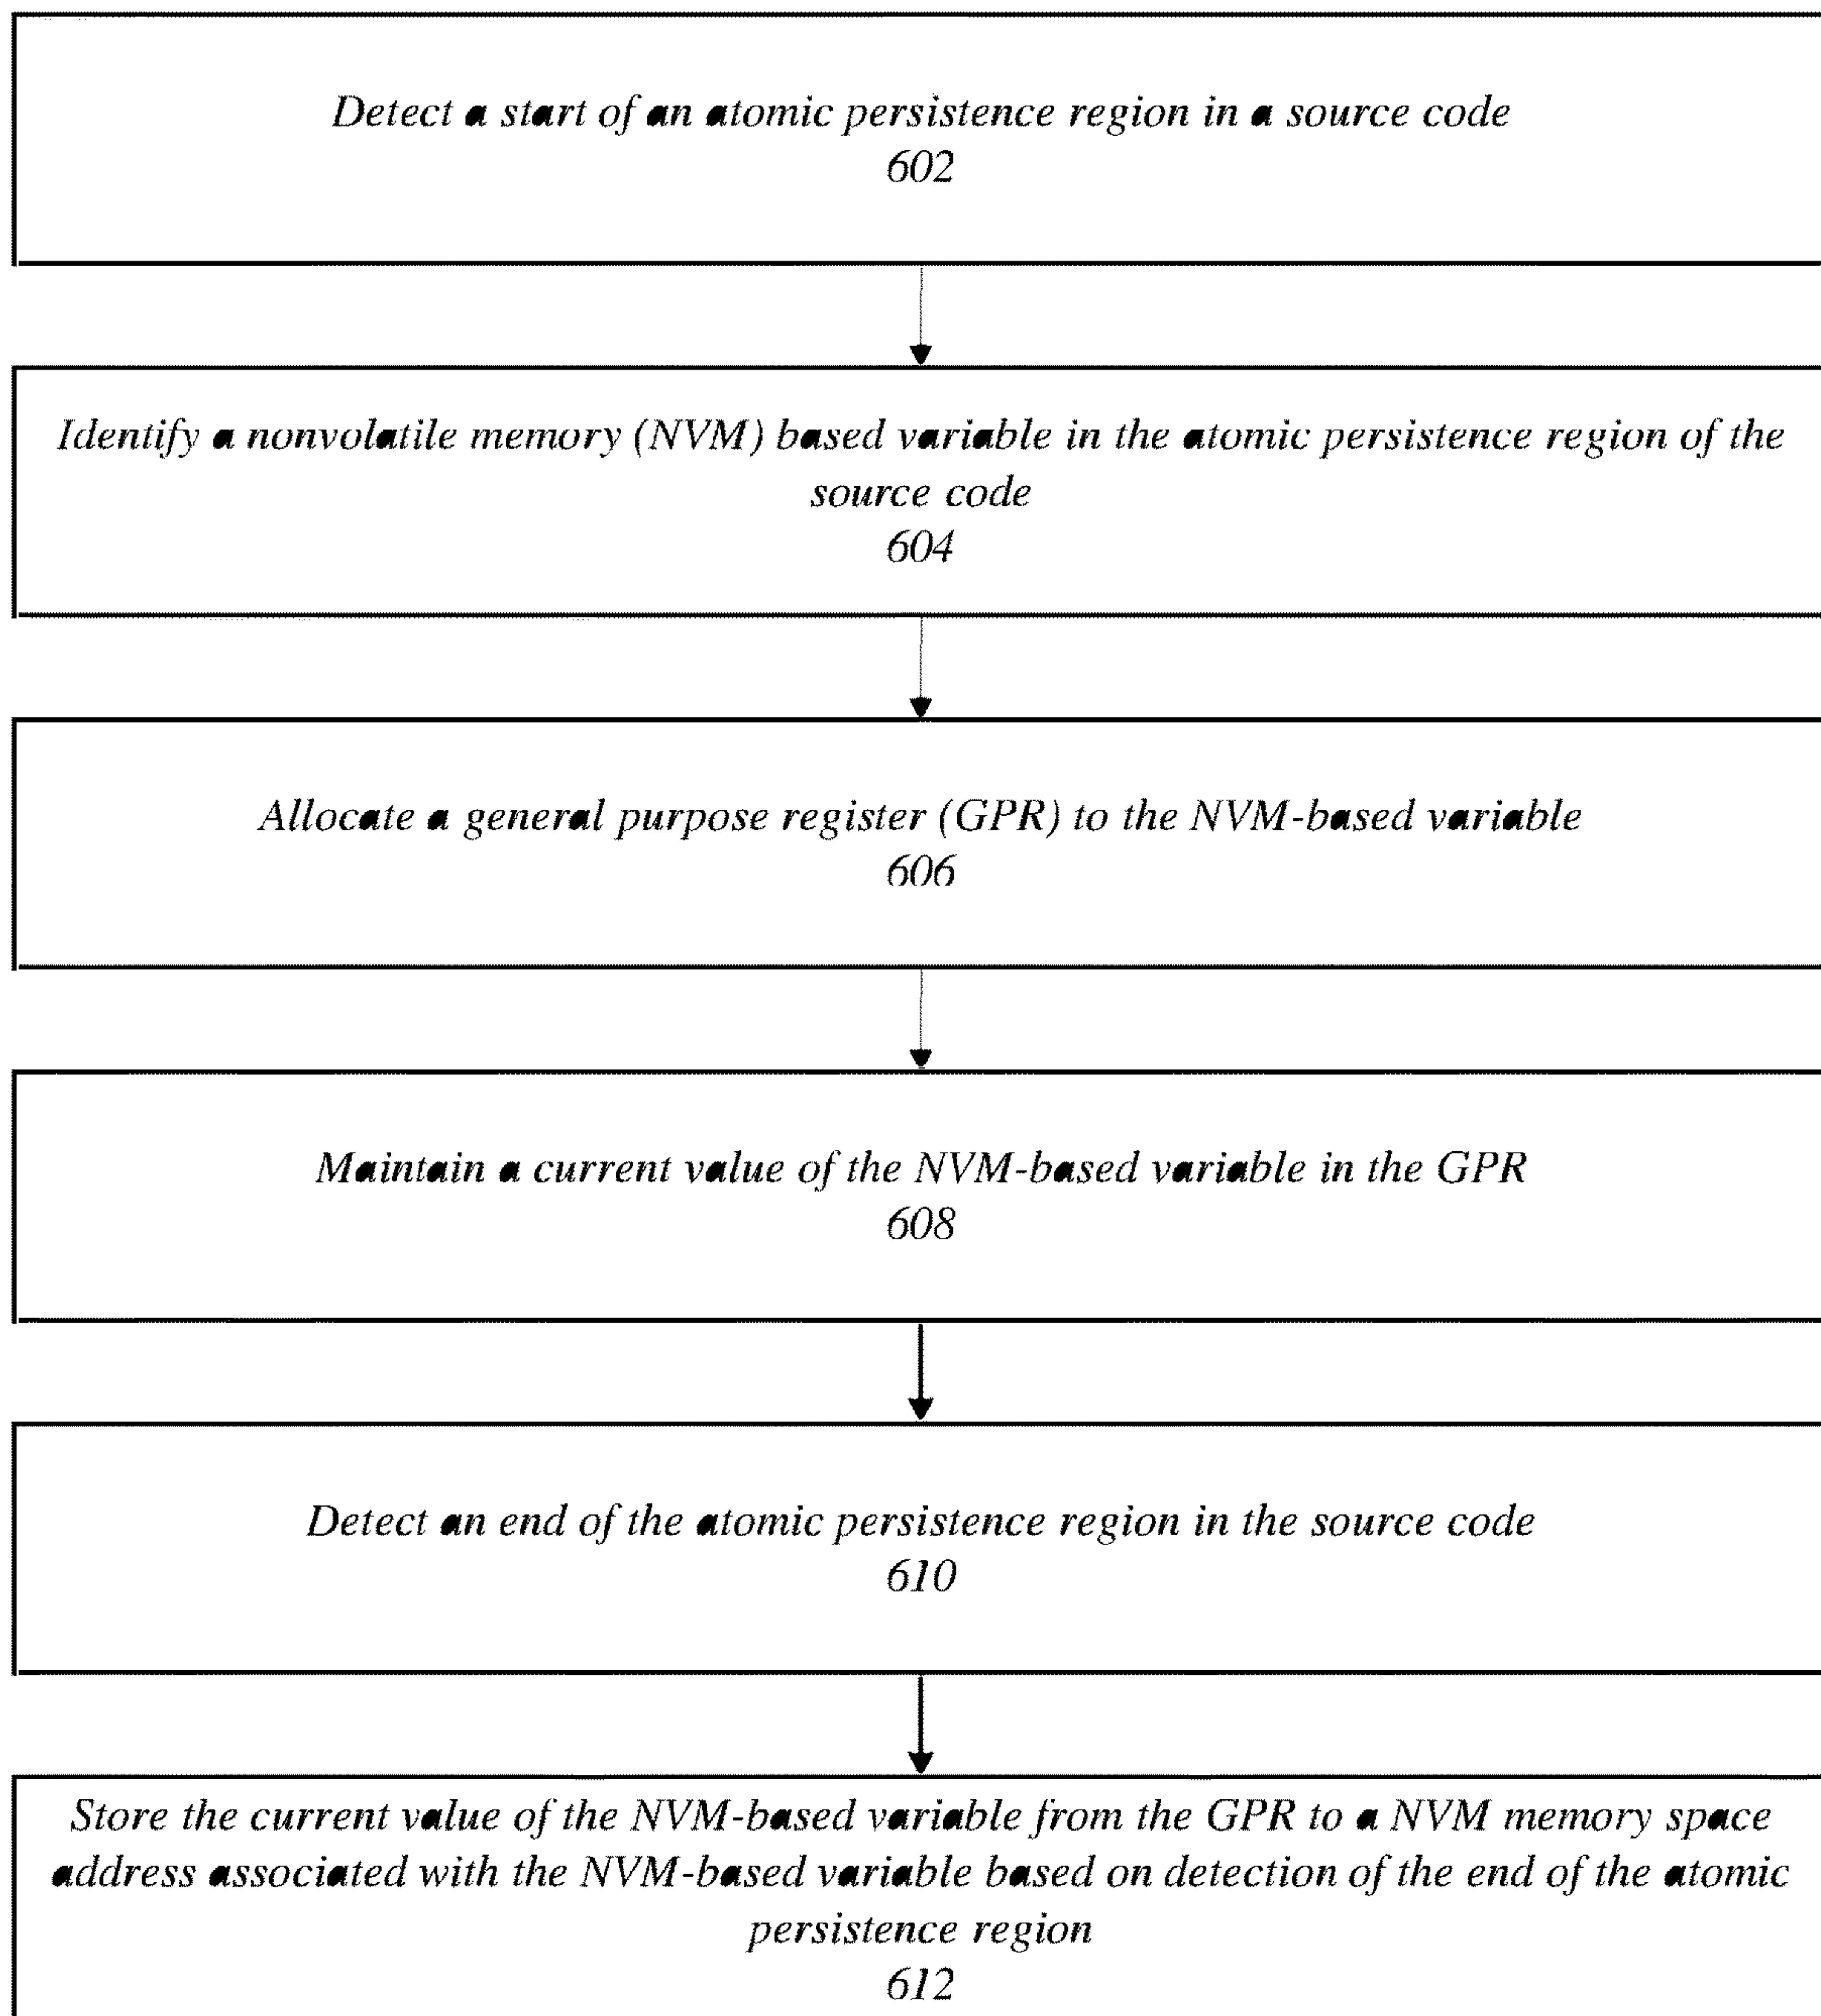 Detect a start of an atomic persistence region in a source code
602
Identify a nonvolatile memory (NVM) based variable in the atomic persistence region of the
source code
604
Allocate a general purpose register (GPR) to the NVM-based variable
606
Maintain a current value of the NVM-based variable in the GPR
608
Detect an end of the atomic persistence region in the source code
610
Store the current value of the NVM-based variable from the GPR to a NVM memory space
address associated with the NVM-based variable based on detection of the end of the atomic
persistence region
612